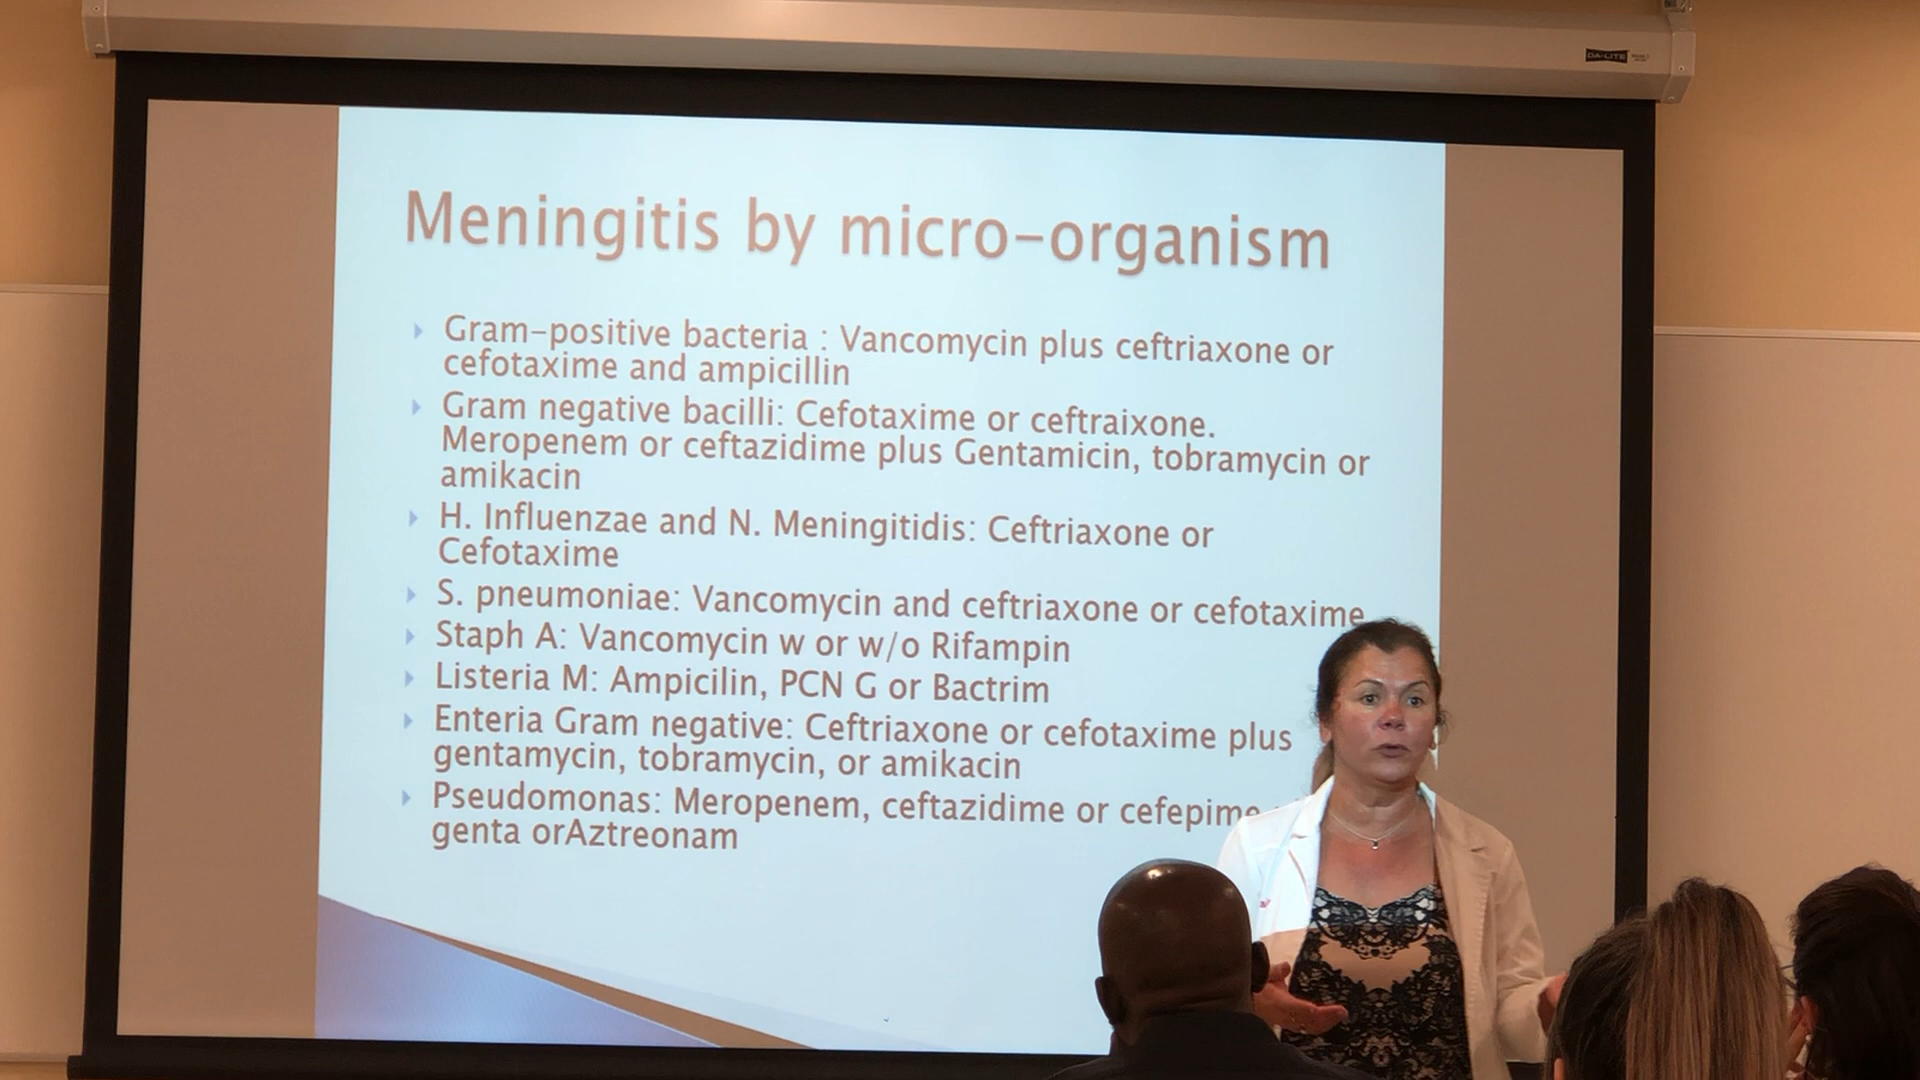 DA-LITE
Meningitis by micro-organism
Gram-positive bacteria : Vancomycin plus ceftriaxone or
cefotaxime and ampicillin
Gram negative bacilli: Cefotaxime or ceftraixone.
Meropenem or ceftazidime plus Gentamicin, tobramycin or
amikacin
H. Influenzae and N. Meningitidis: Ceftriaxone or
Cefotaxime
S. pneumoniae: Vancomycin and ceftriaxone or cefotaxime
Staph A: Vancomycin w or w/o Rifampin
Listeria M: Ampicilin, PCN G or Bactrim
Enteria Gram negative: Ceftriaxone or cefotaxime plus
gentamycin, tobramycin, or amikacin
Pseudomonas: Meropenem, ceftazidime or cefepime
genta orAztreonam